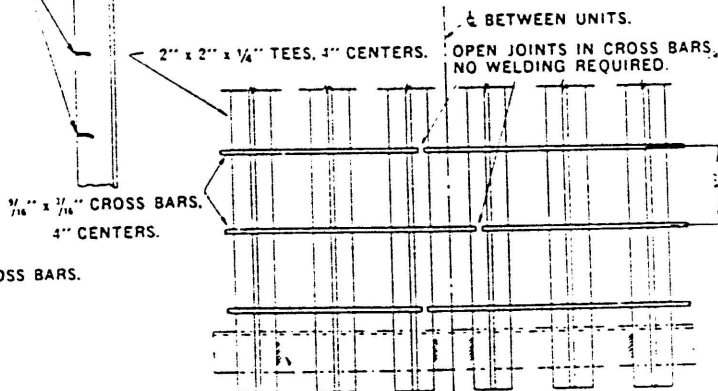 ℄ BETWEEN UNITS.
2" x 2" x 1/4" TEES, 4" CENTERS.
OPEN JOINTS IN CROSS BARS,
NO WELDING REQUIRED.
9/16" x 3/16" CROSS BARS,
4" CENTERS.
OSS BARS.